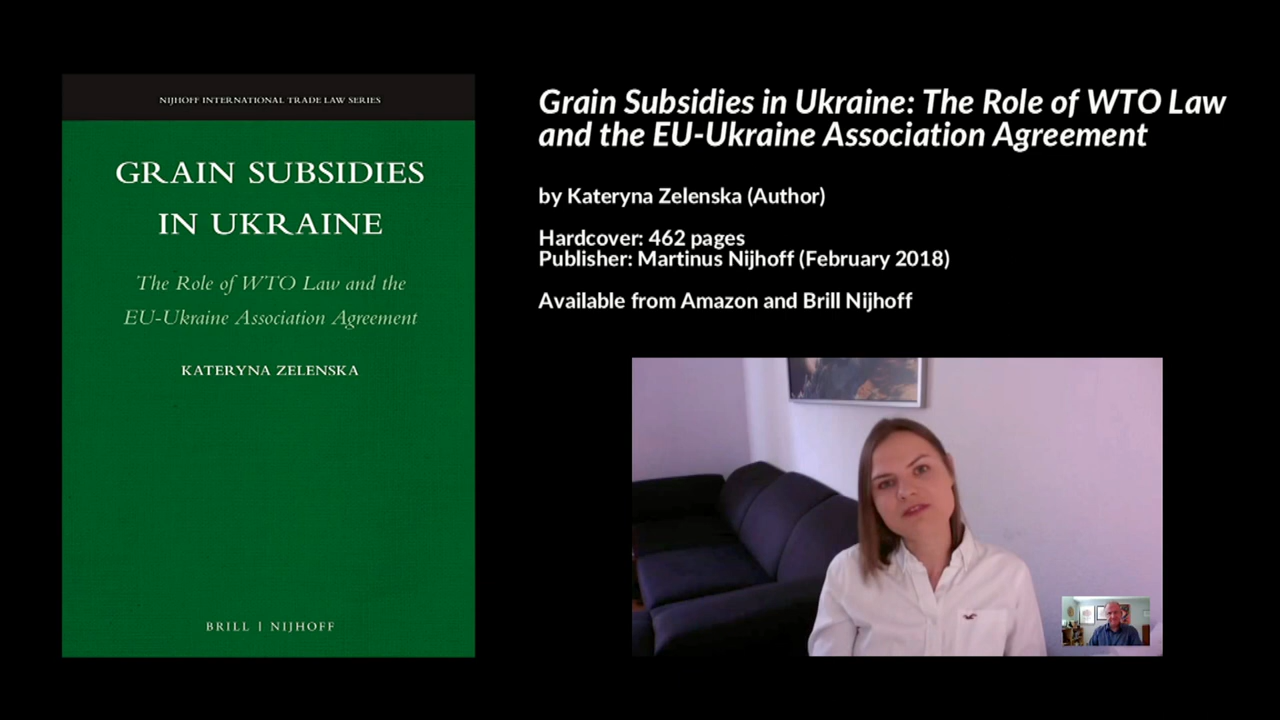 NIJHOFF INTERNATIONAL TRADE LAW SERIES
GRAIN SUBSIDIES
IN UKRAINE
The Role of WTO Law and the
EU-Ukraine Association Agreement
KATERYNA ZELENSKA
BRILL | NIJHOFF
Grain Subsidies in Ukraine: The Role of WTO Law
and the EU-Ukraine Association Agreement
by Kateryna Zelenska (Author)
Hardcover: 462 pages
Publisher: Martinus Nijhoff (February 2018)
Available from Amazon and Brill Nijhoff